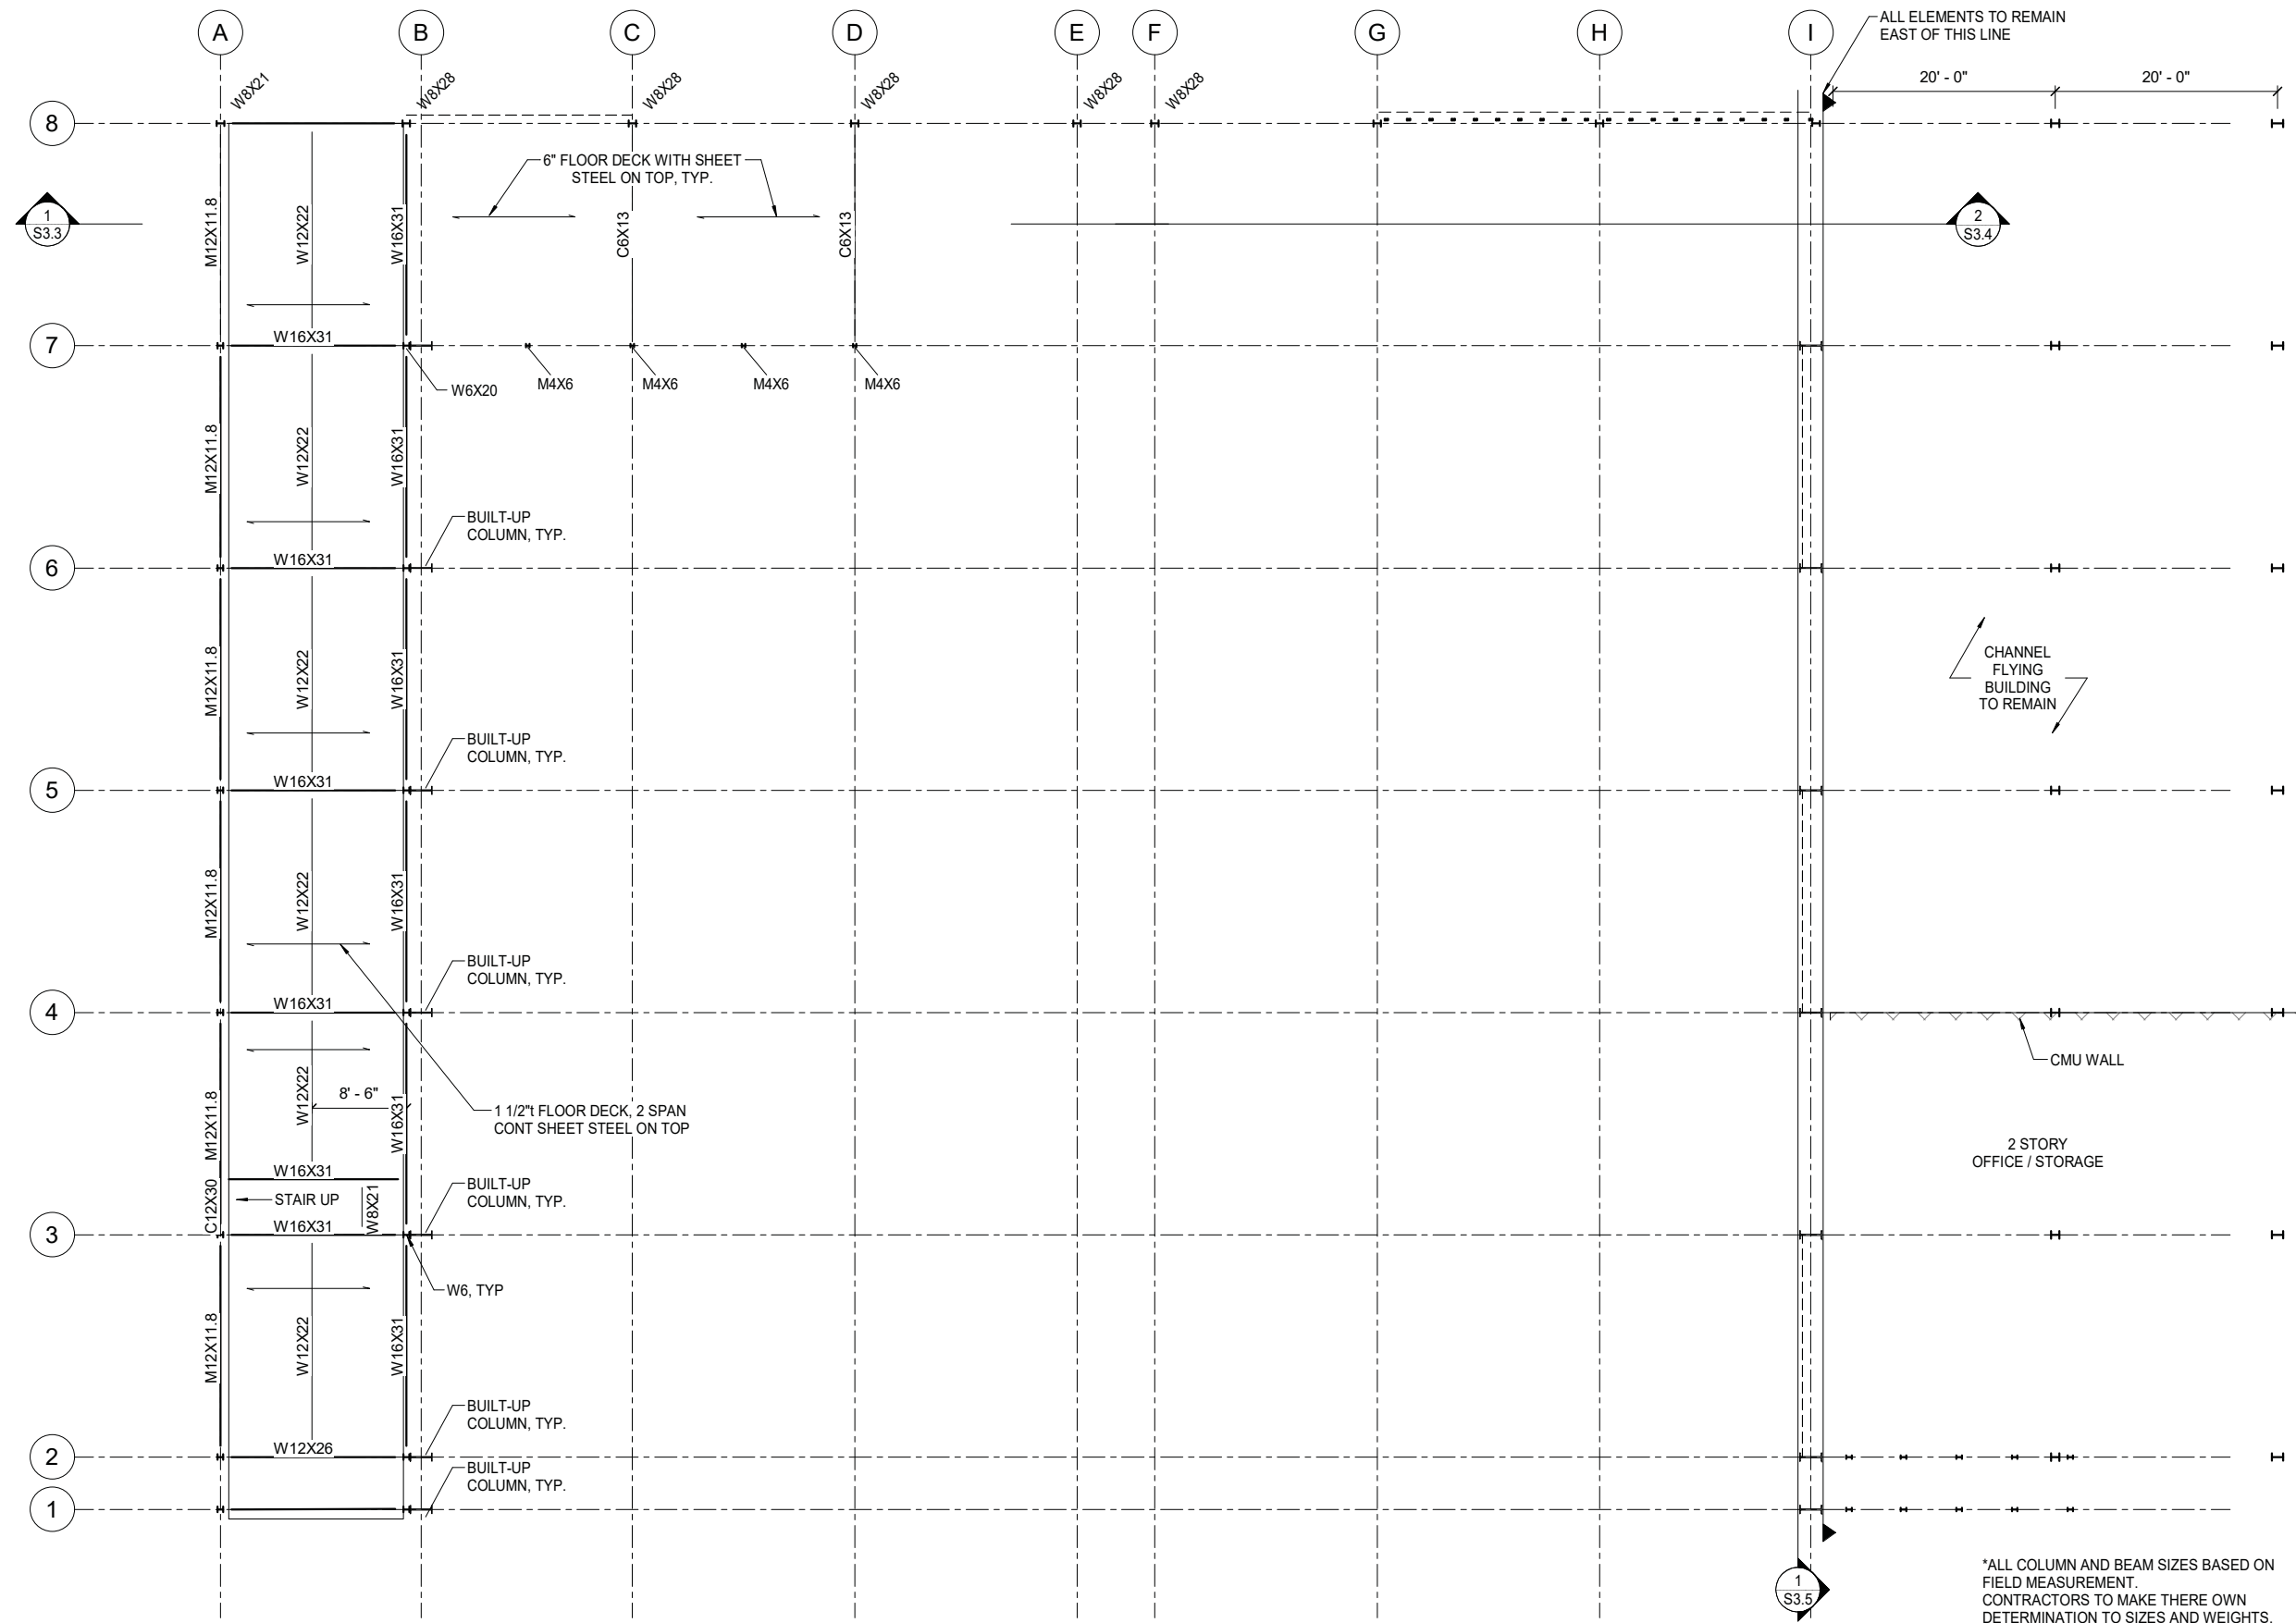 A
B
C
D
E
F
G
H
I
ALL ELEMENTS TO REMAIN
EAST OF THIS LINE
20' - 0"
20' - 0"
W8X21
W8X28
W8X28
W8X28
W8X28
W8X28
8
6" FLOOR DECK WITH SHEET
STEEL ON TOP, TYP.
1
S3.3
M12X11.8
W12X22
W16X31
C6X13
C6X13
2
S3.4
W16X31
7
W6X20
M4X6
M4X6
M4X6
M4X6
M12X11.8
W12X22
W16X31
BUILT-UP
COLUMN, TYP.
W16X31
6
M12X11.8
W12X22
W16X31
CHANNEL
FLYING
BUILDING
TO REMAIN
BUILT-UP
COLUMN, TYP.
W16X31
5
M12X11.8
W12X22
W16X31
BUILT-UP
COLUMN, TYP.
W16X31
4
CMU WALL
M12X11.8
W12X22
8' - 6"
W16X31
1 1/2"t FLOOR DECK, 2 SPAN
CONT SHEET STEEL ON TOP
2 STORY
OFFICE / STORAGE
W16X31
C12X30
STAIR UP
W8X21
BUILT-UP
COLUMN, TYP.
W16X31
3
W6, TYP
M12X11.8
W12X22
W16X31
BUILT-UP
COLUMN, TYP.
W12X26
2
BUILT-UP
COLUMN, TYP.
1
1
S3.5
*ALL COLUMN AND BEAM SIZES BASED ON
FIELD MEASUREMENT.
CONTRACTORS TO MAKE THERE OWN
DETERMINATION TO SIZES AND WEIGHTS.